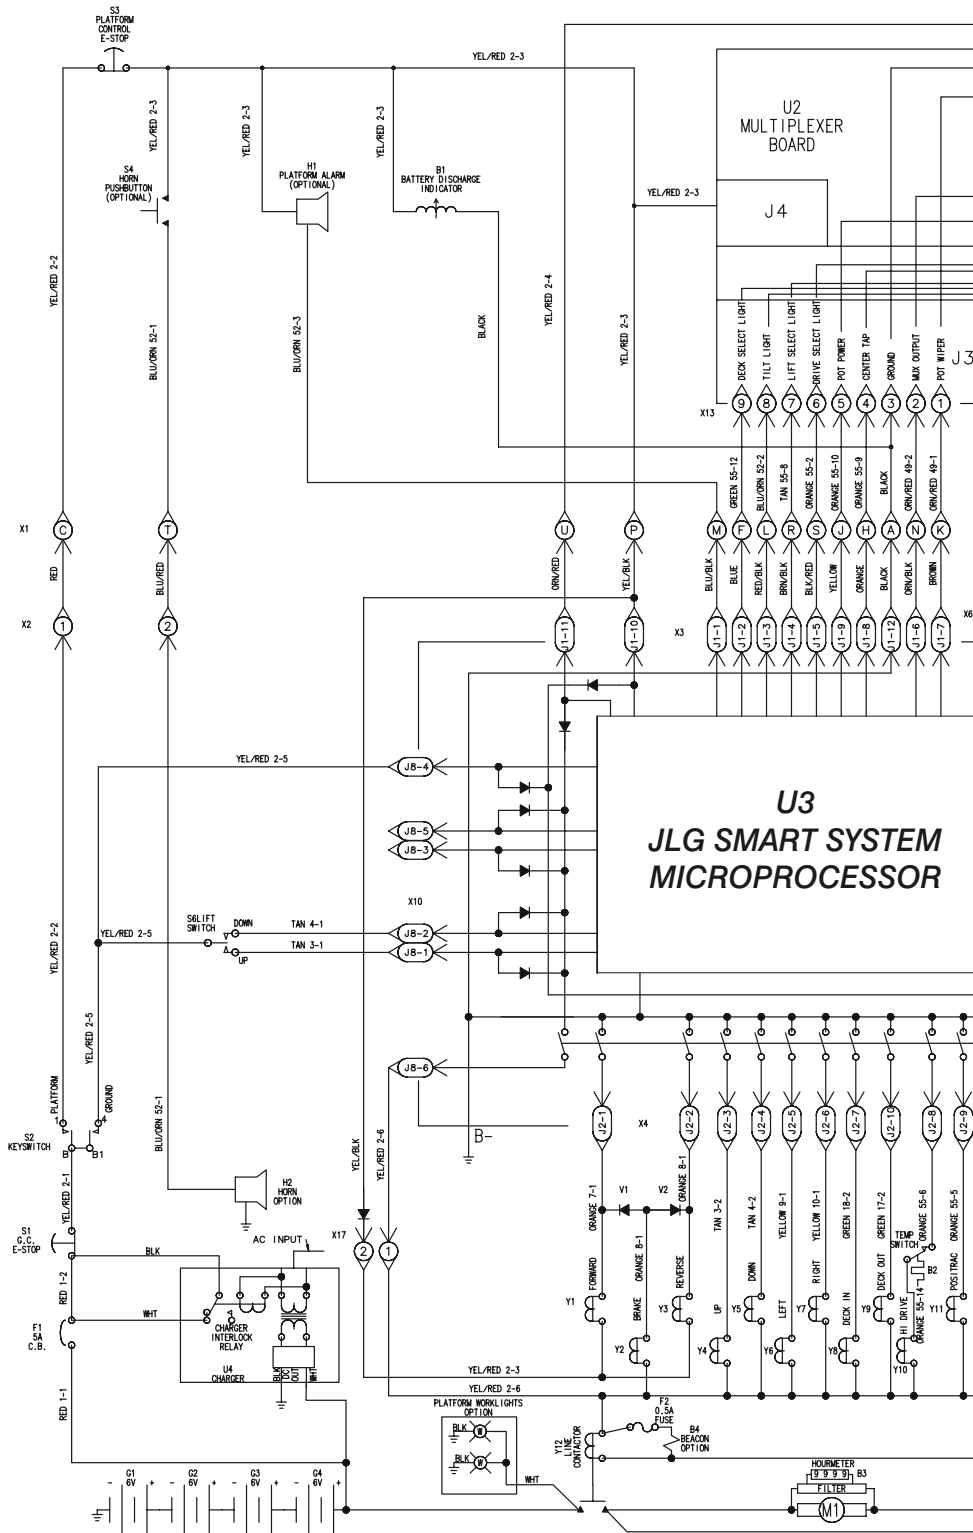 S3
PLATFORM
CONTROL
E-STOP
YEL/RED 2-3
YEL/RED 2-3
YEL/RED 2-3
YEL/RED 2-3
U2
MULTIPLEXER
BOARD
S4
HORN
PUSHBUTTON
(OPTIONAL)
H1
PLATFORM ALARM
(OPTIONAL)
B1
BATTERY DISCHARGE
INDICATOR
YEL/RED 2-3
J4
YEL/RED 2-2
BLU/ORN 52-1
BLU/ORN 52-3
BLACK
YEL/RED 2-4
YEL/RED 2-3
DECK SELECT LIGHT
TILT LIGHT
LIFT SELECT LIGHT
DRIVE SELECT LIGHT
POT POWER
CENTER TAP
GROUND
MUX OUTPUT
POT WIPER
J3
X13
9
8
7
6
5
4
3
2
1
GREEN 55-12
BLU/ORN 52-2
TAN 55-8
ORANGE 55-2
ORANGE 55-10
ORANGE 55-9
BLACK
ORN/RED 49-2
ORN/RED 49-1
X1
C
T
U
P
M
F
L
R
S
J
H
A
N
K
RED
BLU/RED
ORN/RED
YEL/BLK
BLU/BLK
BLUE
RED/BLK
BRN/BLK
BLK/RED
YELLOW
ORANGE
BLACK
ORN/BLK
BROWN
X2
1
2
J1-11
J1-10
X3
J1-1
J1-2
J1-3
J1-4
J1-5
J1-9
J1-8
J1-12
J1-6
J1-7
X6
YEL/RED 2-5
J8-4
U3
JLG SMART SYSTEM
MICROPROCESSOR
J8-5
J8-3
X10
YEL/RED 2-2
YEL/RED 2-5
S6LIFT
SWITCH
DOWN
UP
TAN 4-1
TAN 3-1
J8-2
J8-1
YEL/RED 2-5
J8-6
B-
PLATFORM
1
4
GROUND
S2
KEYSWITCH
B
B1
BLU/ORN 52-1
YEL/BLK
YEL/RED 2-6
X4
J2-1
J2-2
J2-3
J2-4
J2-5
J2-6
J2-7
J2-10
J2-8
J2-9
YEL/RED 2-1
H2
HORN
OPTION
ORANGE 7-1
V1
V2
ORANGE 8-1
ORANGE 8-1
TAN 3-2
TAN 4-2
YELLOW 9-1
YELLOW 10-1
GREEN 18-2
GREEN 17-2
ORANGE 55-6
ORANGE 55-5
S1
G.C.
E-STOP
BLK
AC INPUT
X17
2
1
TEMP
SWITCH
B2
ORANGE 55-14
FORWARD
BRAKE
REVERSE
UP
DOWN
LEFT
RIGHT
DECK IN
DECK OUT
HI DRIVE
POSITRAC
RED 1-2
WHT
F1
5A
C.B.
CHARGER
INTERLOCK
RELAY
U4
CHARGER
BLK
DC
OUT
WHT
Y1
Y2
Y3
Y4
Y5
Y6
Y7
Y8
Y9
Y10
Y11
YEL/RED 2-3
YEL/RED 2-6
RED 1-1
PLATFORM WORKLIGHTS
OPTION
BLK
W
BLK
W
WHT
Y12
LINE
CONTACTOR
F2
0.5A
FUSE
B4
BEACON
OPTION
G1
6V
G2
6V
G3
6V
G4
6V
- + - + - + - +
HOURMETER
9 9 9 9
B3
FILTER
M1